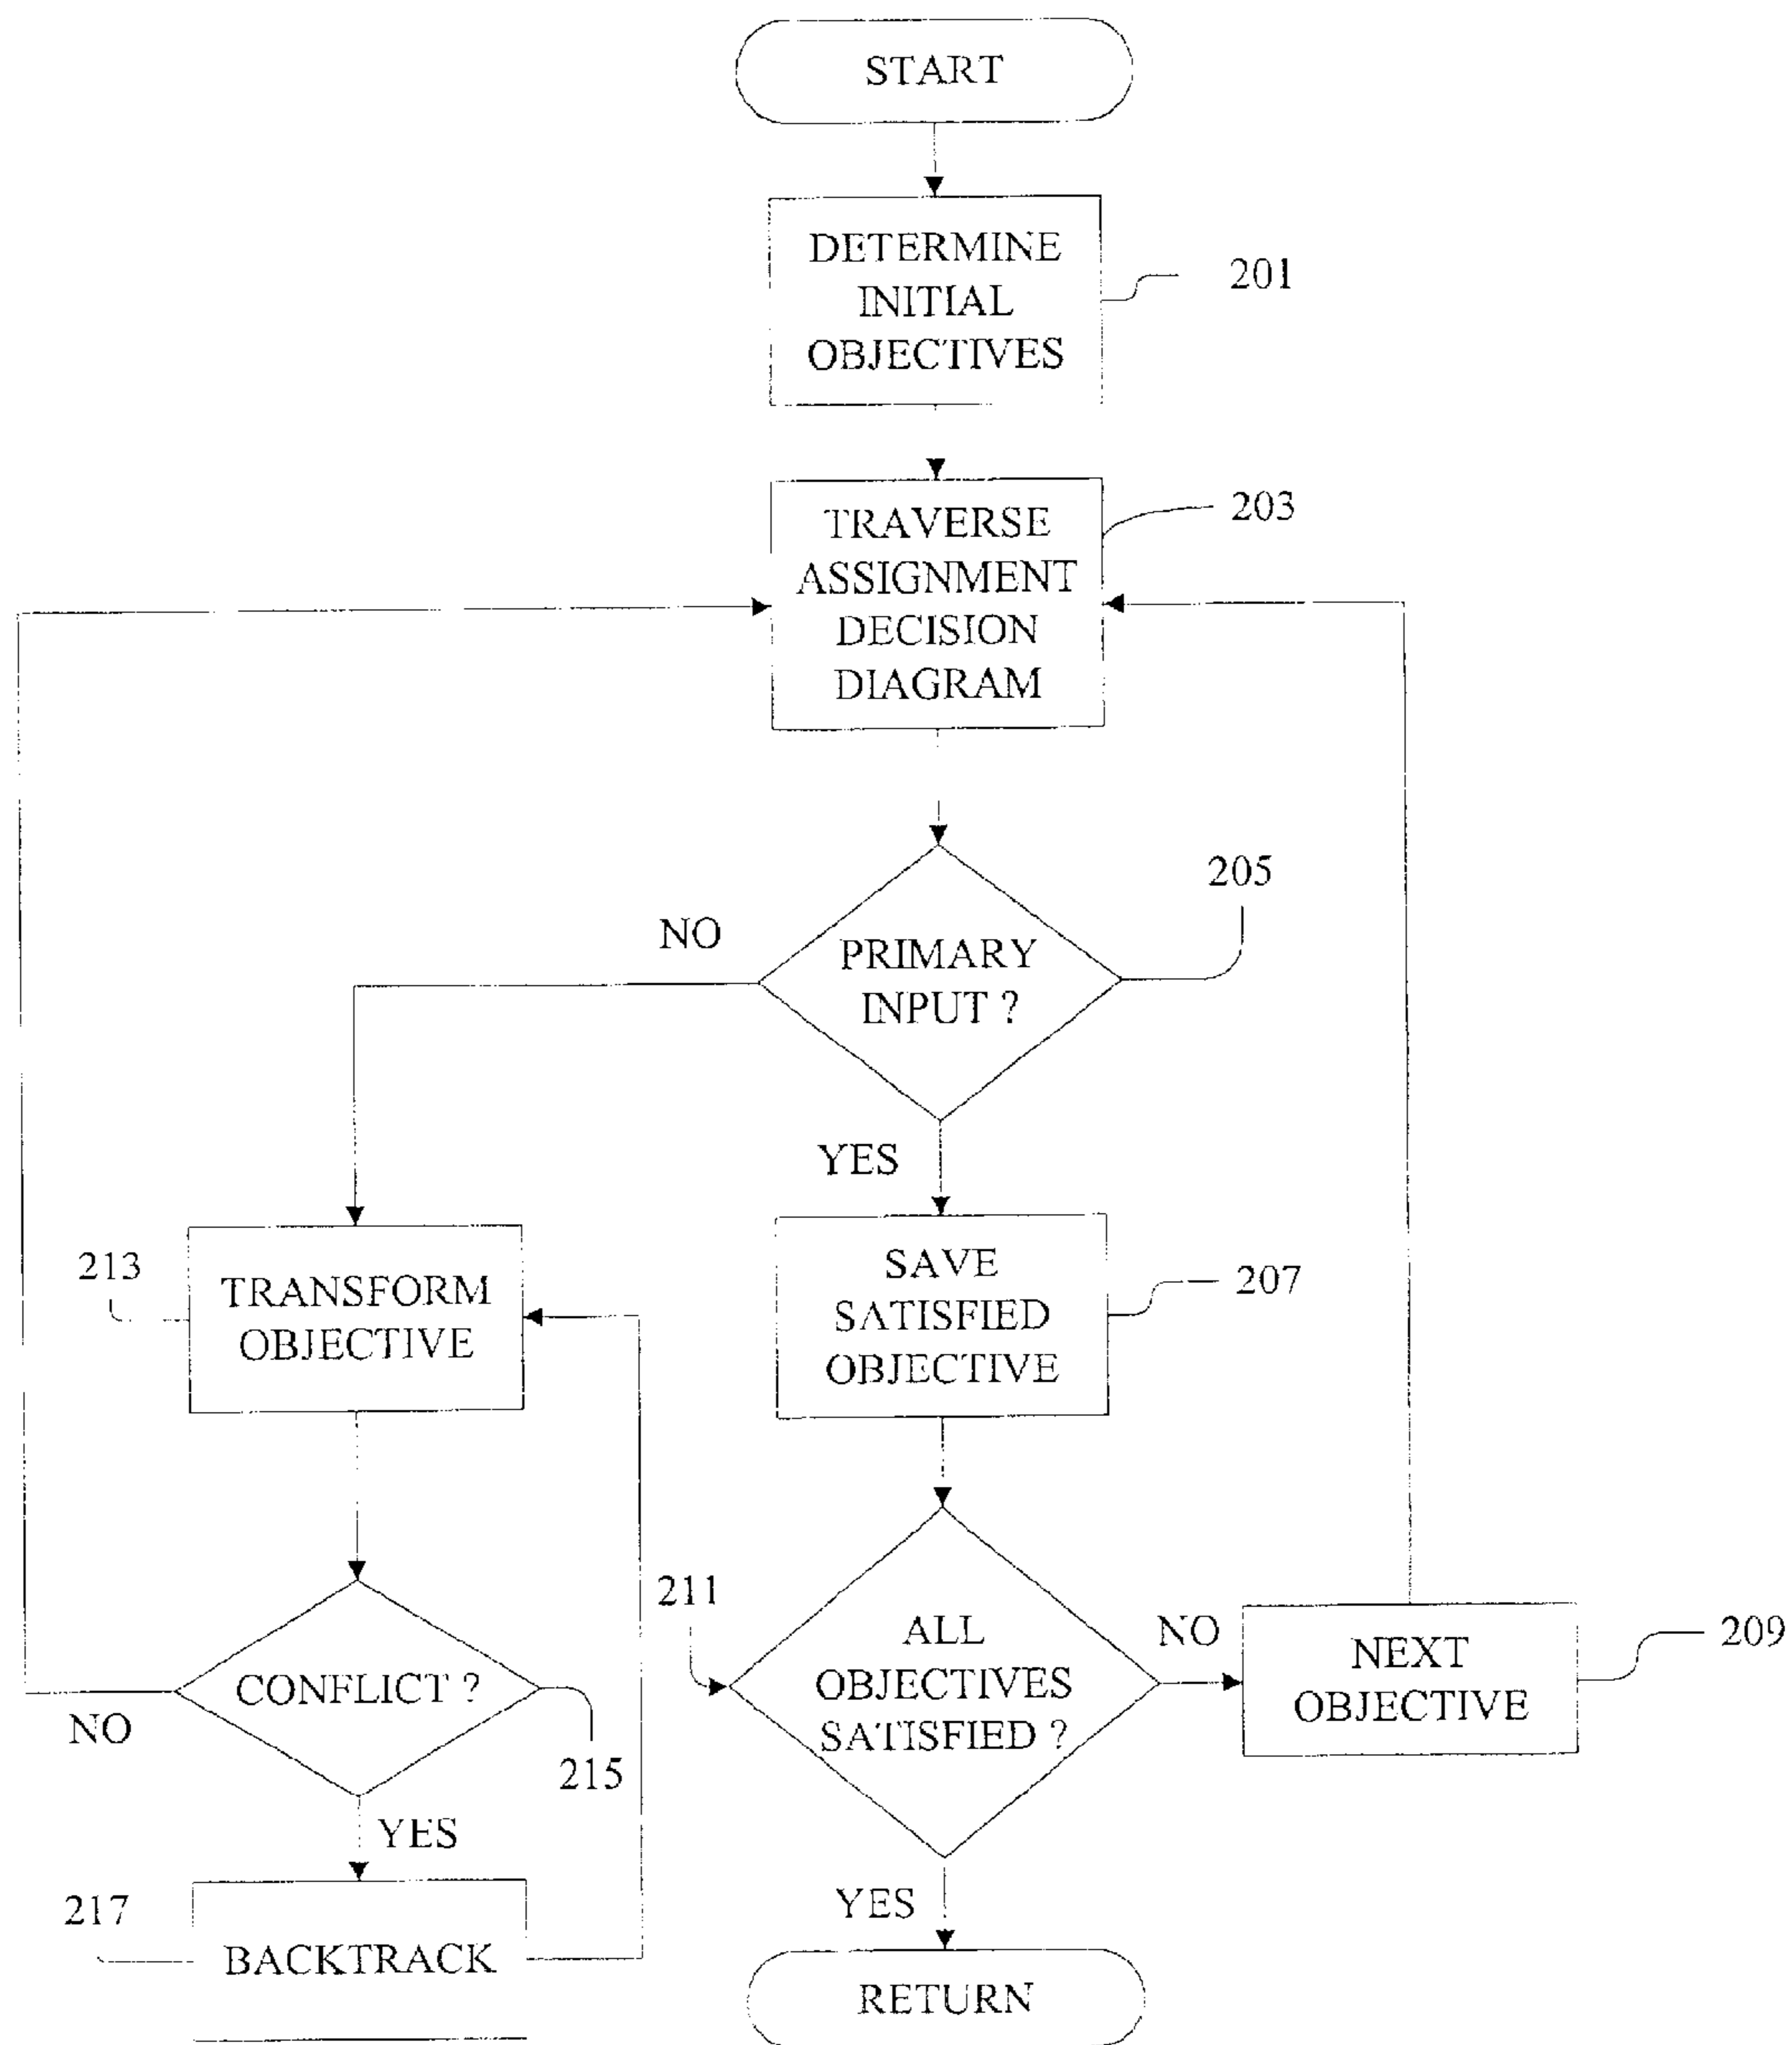 START
DETERMINE
INITIAL
OBJECTIVES
201
TRAVERSE
ASSIGNMENT
DECISION
DIAGRAM
203
PRIMARY
INPUT ?
205
NO
YES
SAVE
SATISFIED
OBJECTIVE
207
213
TRANSFORM
OBJECTIVE
211
ALL
OBJECTIVES
SATISFIED ?
NO
NEXT
OBJECTIVE
209
CONFLICT ?
NO
215
YES
217
BACKTRACK
YES
RETURN